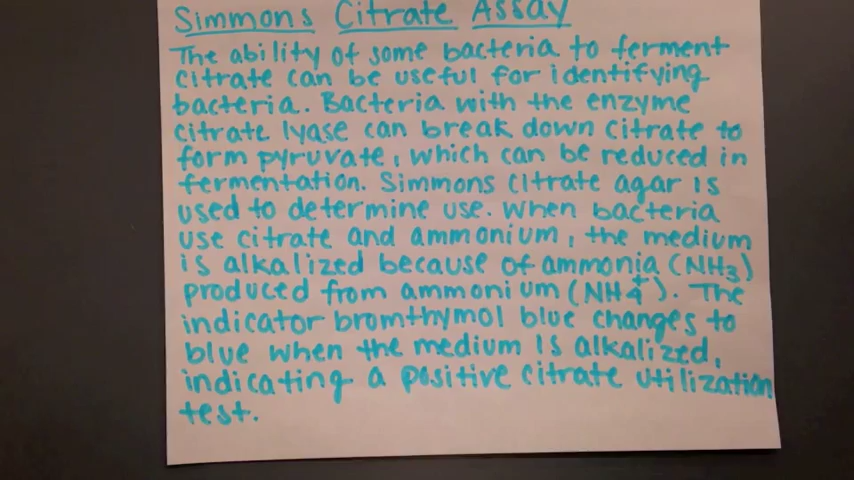 Simmons Citrate Assay
The ability of some bacteria to ferment
citrate can be useful for identifying
bacteria. Bacteria with the enzyme
citrate lyase can break down citrate to
form pyruvate, which can be reduced in
fermentation. Simmons citrate agar is
used to determine use. When bacteria
use citrate and ammonium, the medium
is alkalized because of ammonia (NH3)
produced from ammonium (NH4+). The
indicator bromthymol blue changes to
blue when the medium is alkalized,
indicating a positive citrate utilization
test.